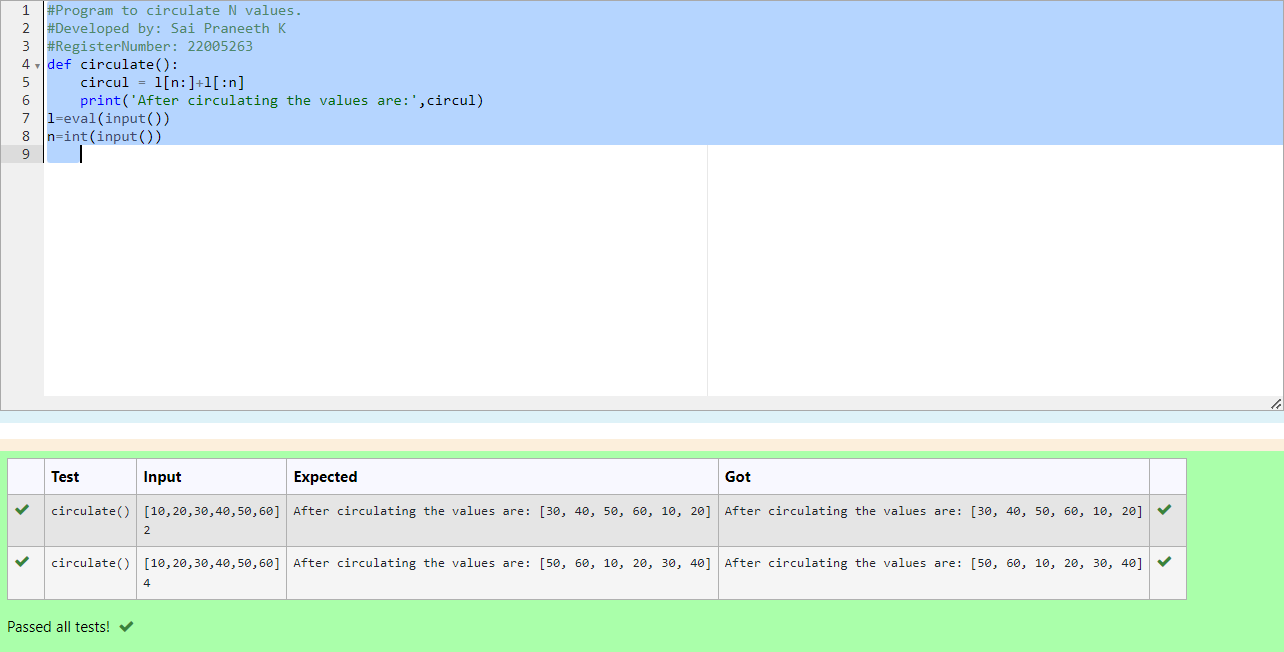 1 #Program to circulate N values.
2 #Developed by: Sai Praneeth K
3 #RegisterNumber: 22005263
4 def circulate():
5     circul = l[n:]+l[:n]
6     print('After circulating the values are:',circul)
7 l=eval(input())
8 n=int(input())
9
Test Input Expected Got
circulate() [10,20,30,40,50,60] After circulating the values are: [30, 40, 50, 60, 10, 20] After circulating the values are: [30, 40, 50, 60, 10, 20]
2
circulate() [10,20,30,40,50,60] After circulating the values are: [50, 60, 10, 20, 30, 40] After circulating the values are: [50, 60, 10, 20, 30, 40]
4
Passed all tests!